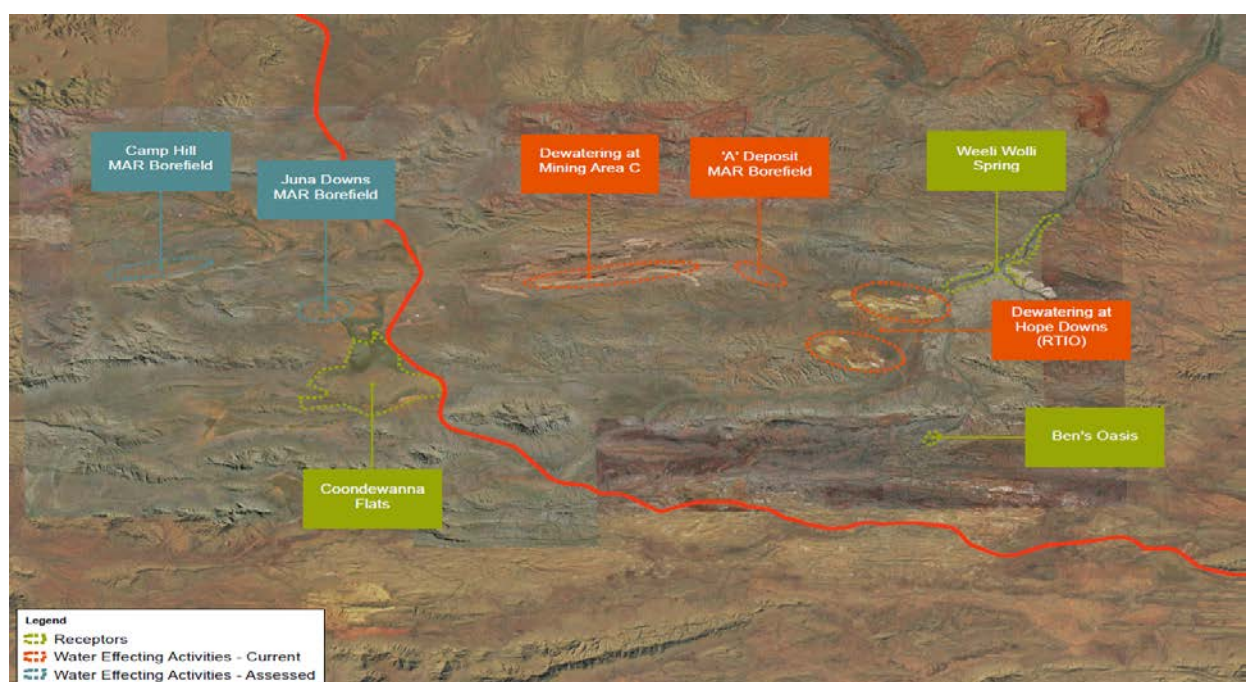 Camp Hill
MAR Borefield
Juna Downs
MAR Borefield
Dewatering at
Mining Area C
'A' Deposit
MAR Borefield
Weeli Wolli
Spring
Dewatering at
Hope Downs
(RTIO)
Ben's Oasis
Coondewanna
Flats
Legend
Receptors
Water Effecting Activities - Current
Water Effecting Activities - Assessed